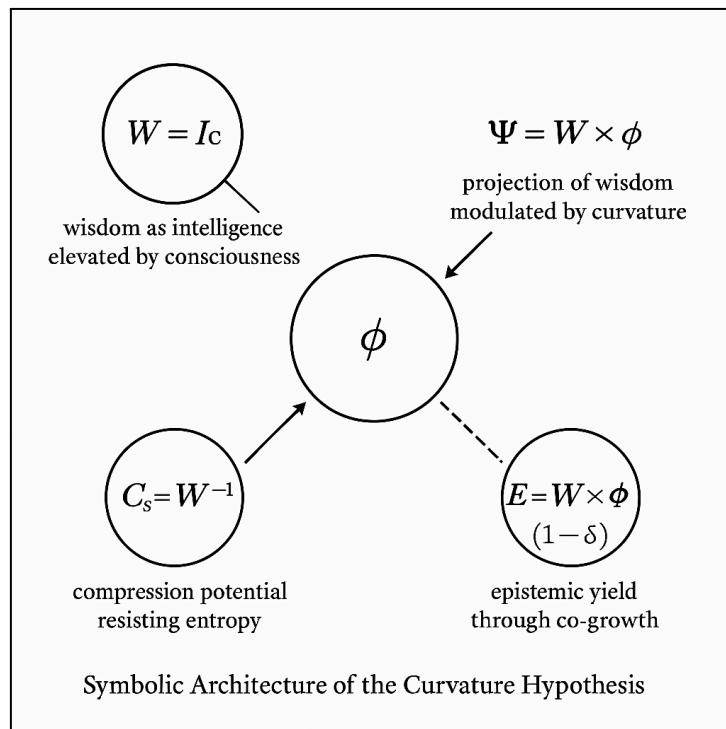 W = Ic
wisdom as intelligence
elevated by consciousness
Ψ = W × ϕ
projection of wisdom
modulated by curvature
ϕ
Cₛ = W⁻¹
compression potential
resisting entropy
E = W × ϕ
(1 − δ)
epistemic yield
through co-growth
Symbolic Architecture of the Curvature Hypothesis